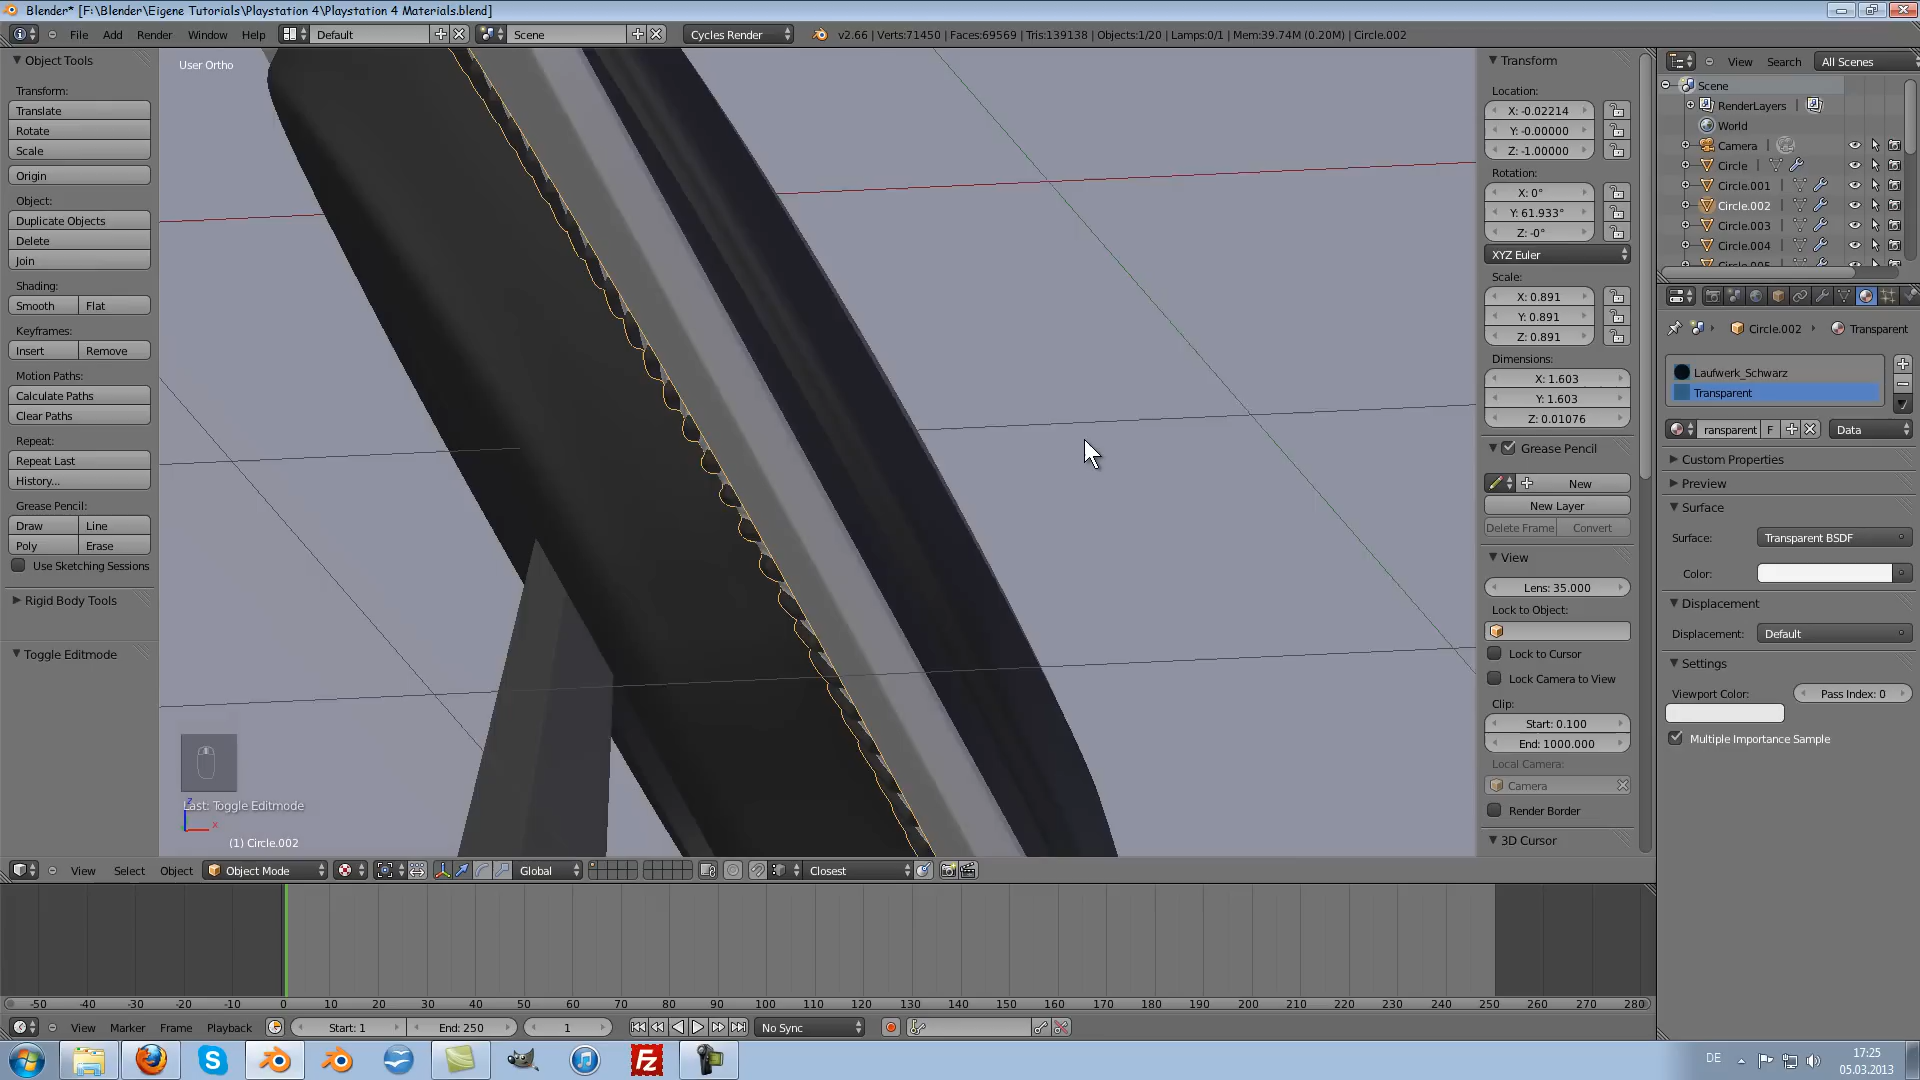 Blender* [F:\Blender\Eigene Tutorials\Playstation 4\Playstation 4 Materials.blend]
File Add Render Window Help Default Scene Cycles Render v2.66 | Verts:71450 | Faces:69569 | Tris:139138 | Objects:1/20 | Lamps:0/1 | Mem:39.74M (0.20M) | Circle.002
Object Tools
Transform:
Translate
Rotate
Scale
Origin
Object:
Duplicate Objects
Delete
Join
Shading:
Smooth Flat
Keyframes:
Insert Remove
Motion Paths:
Calculate Paths
Clear Paths
Repeat:
Repeat Last
History...
Grease Pencil:
Draw Line
Poly Erase
Use Sketching Sessions
Rigid Body Tools
Toggle Editmode
User Ortho
Last: Toggle Editmode
z
x
(1) Circle.002
Transform
Location:
X: -0.02214
Y: -0.00000
Z: -1.00000
Rotation:
X: 0°
Y: 61.933°
Z: -0°
XYZ Euler
Scale:
X: 0.891
Y: 0.891
Z: 0.891
Dimensions:
X: 1.603
Y: 1.603
Z: 0.01076
Grease Pencil
New
New Layer
Delete Frame Convert
View
Lens: 35.000
Lock to Object:
Lock to Cursor
Lock Camera to View
Clip:
Start: 0.100
End: 1000.000
Local Camera:
Camera
Render Border
3D Cursor
View Search All Scenes
Scene
RenderLayers
World
Camera
Circle
Circle.001
Circle.002
Circle.003
Circle.004
Circle.005
Circle.002 Transparent
Laufwerk_Schwarz
Transparent
ransparent F Data
Custom Properties
Preview
Surface
Surface: Transparent BSDF
Color:
Displacement
Displacement: Default
Settings
Viewport Color: Pass Index: 0
Multiple Importance Sample
View Select Object Object Mode Global Closest
-50 -40 -30 -20 -10 0 10 20 30 40 50 60 70 80 90 100 110 120 130 140 150 160 170 180 190 200 210 220 230 240 250 260 270 280
View Marker Frame Playback Start: 1 End: 250 1 No Sync
Fz
DE
17:25
05.03.2013